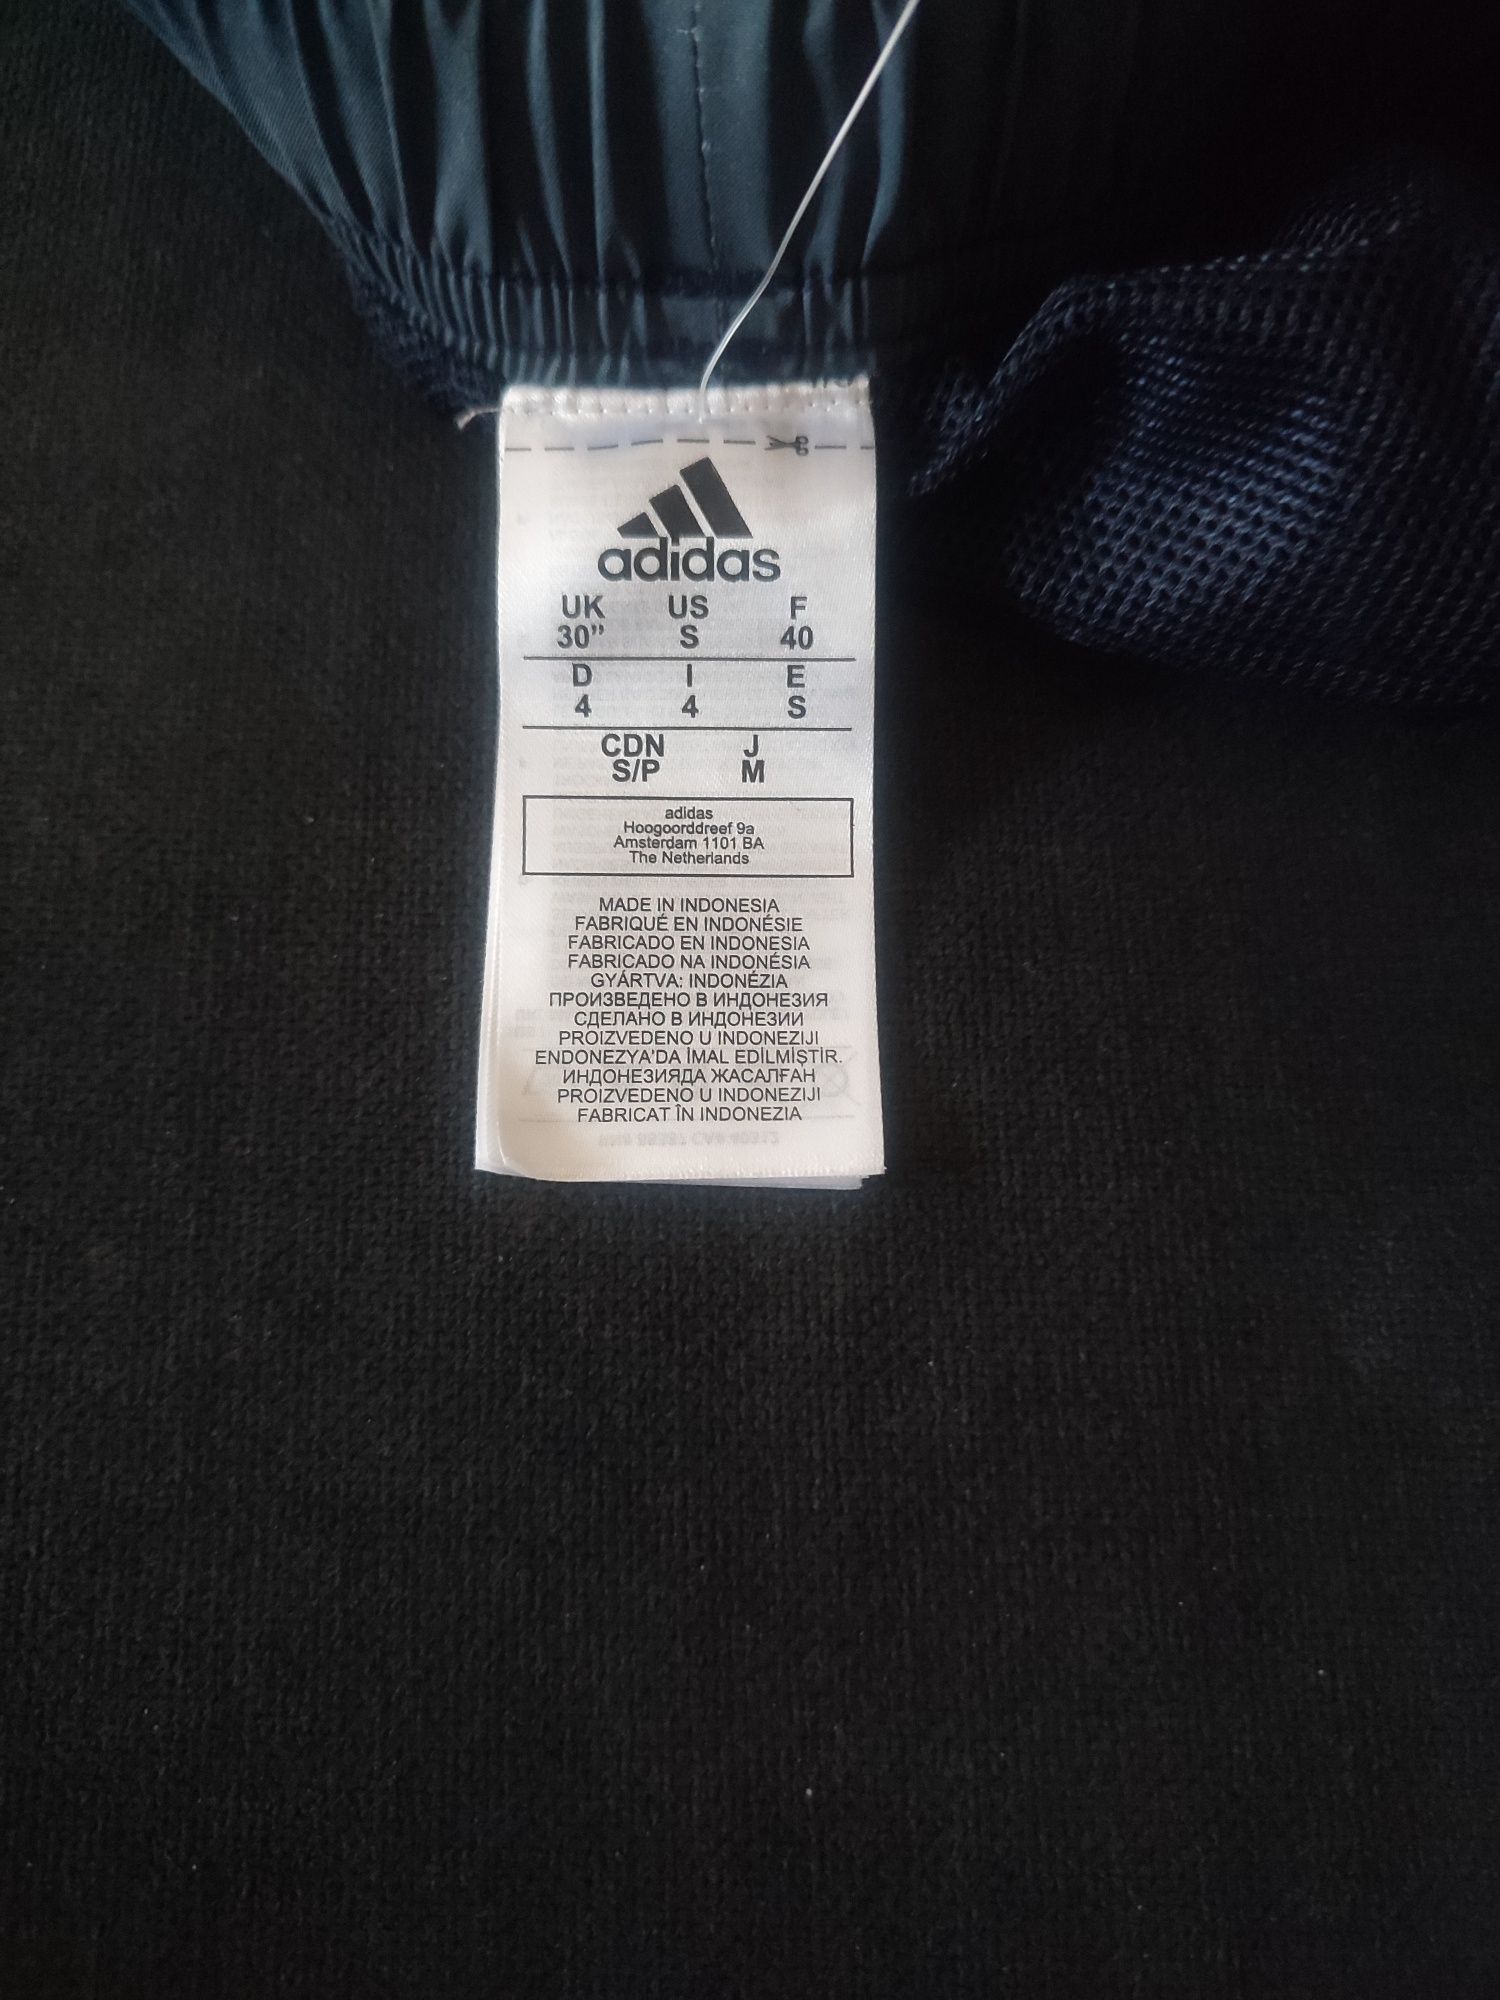 adidas
UK US F
30" S 40
D I E
4 4 S
CDN J
S/P M
adidas
Hoogoorddreef 9a
Amsterdam 1101 BA
The Netherlands
MADE IN INDONESIA
FABRIQUÉ EN INDONÉSIE
FABRICADO EN INDONESIA
FABRICADO NA INDONÉSIA
GYÁRTVA: INDONÉZIA
ПРОИЗВЕДЕНО В ИНДОНЕЗИЯ
СДЕЛАНО В ИНДОНЕЗИИ
PROIZVEDENO U INDONEZIJI
ENDONEZYA'DA İMAL EDİLMİŞTİR.
ИНДОНЕЗИЯДА ЖАСАЛҒАН
PROIZVEDENO U INDONEZIJI
FABRICAT ÎN INDONEZIA